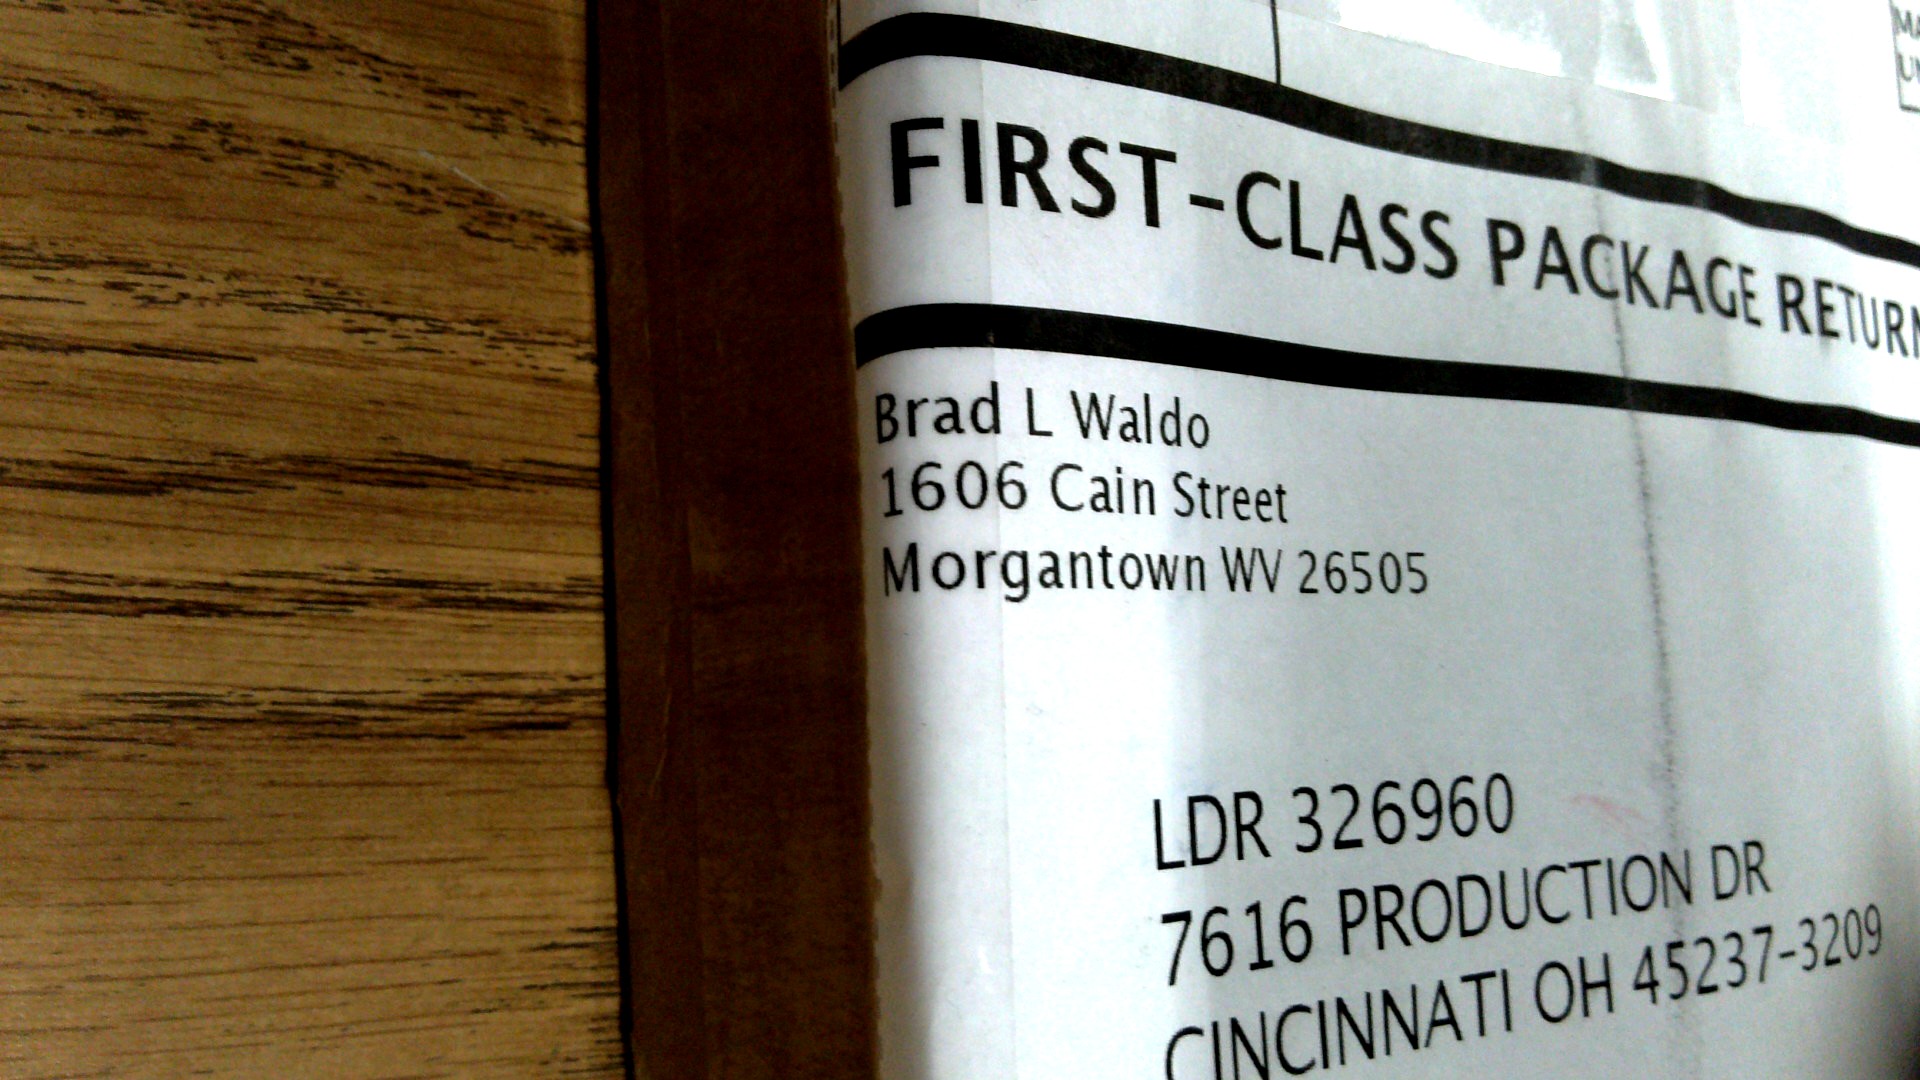 FIRST-CLASS PACKAGE RETURN
Brad L Waldo
1606 Cain Street
Morgantown WV 26505
LDR 326960
7616 PRODUCTION DR
CINCINNATI OH 45237-3209